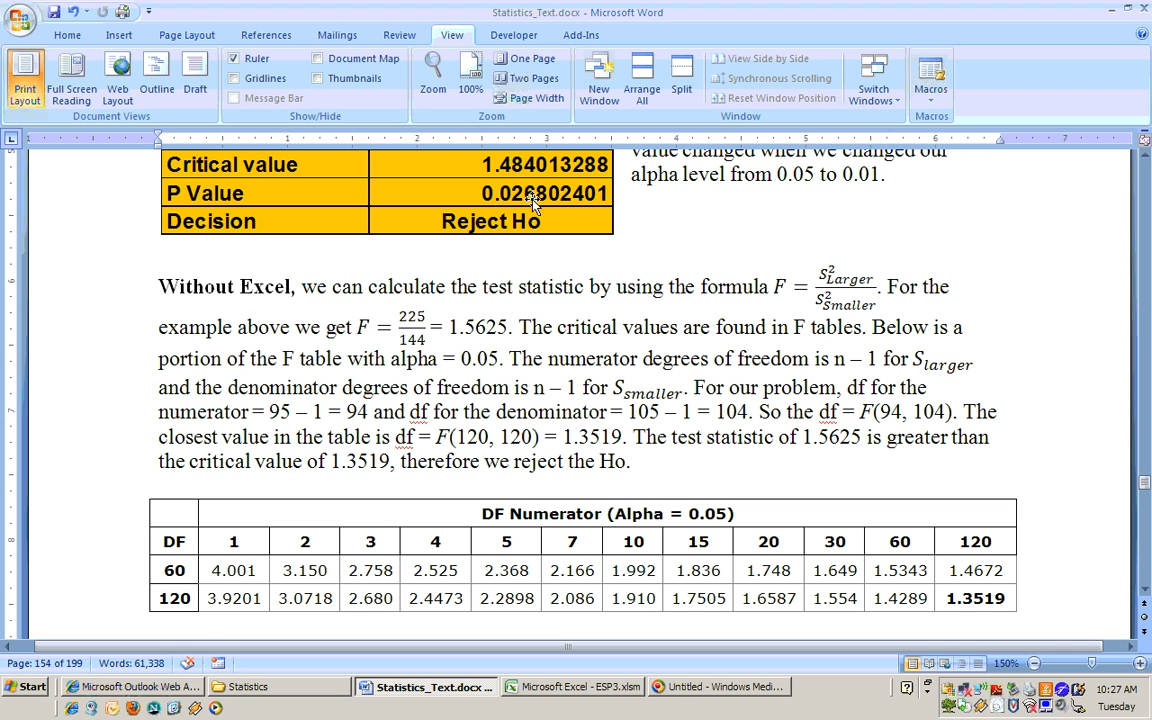 Statistics_Text.docx - Microsoft Word
Home Insert Page Layout References Mailings Review View Developer Add-Ins
Print Layout Full Screen Reading Web Layout Outline Draft
Document Views
Ruler Document Map
Gridlines Thumbnails
Message Bar
Show/Hide
Zoom 100% One Page
Two Pages
Page Width
Zoom
New Window Arrange All Split
View Side by Side
Synchronous Scrolling
Reset Window Position
Window
Switch Windows
Macros
Macros
1 1 2 3 4 5 6 7
value changed when we changed our
Critical value 1.484013288
alpha level from 0.05 to 0.01.
P Value 0.026802401
Decision Reject Ho
Without Excel, we can calculate the test statistic by using the formula F = S²Larger / S²Smaller. For the
example above we get F = 225/144 = 1.5625. The critical values are found in F tables. Below is a
portion of the F table with alpha = 0.05. The numerator degrees of freedom is n – 1 for Slarger
and the denominator degrees of freedom is n – 1 for Ssmaller. For our problem, df for the
numerator = 95 – 1 = 94 and df for the denominator = 105 – 1 = 104. So the df = F(94, 104). The
closest value in the table is df = F(120, 120) = 1.3519. The test statistic of 1.5625 is greater than
the critical value of 1.3519, therefore we reject the Ho.
DF Numerator (Alpha = 0.05)
DF 1 2 3 4 5 7 10 15 20 30 60 120
60 4.001 3.150 2.758 2.525 2.368 2.166 1.992 1.836 1.748 1.649 1.5343 1.4672
120 3.9201 3.0718 2.680 2.4473 2.2898 2.086 1.910 1.7505 1.6587 1.554 1.4289 1.3519
Page: 154 of 199 Words: 61,338 150%
Start Microsoft Outlook Web A... Statistics Statistics_Text.docx ... Microsoft Excel - ESP3.xlsm Untitled - Windows Medi... 10:27 AM
Tuesday